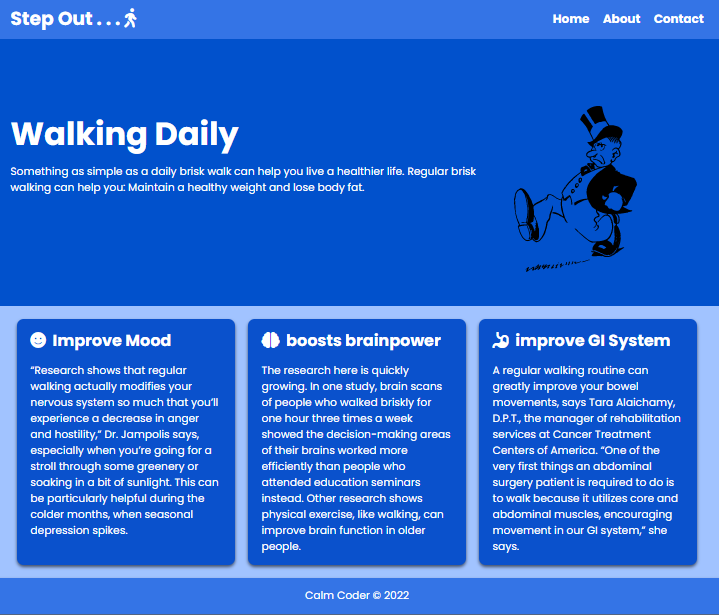 Step Out . . .
Home About Contact
Walking Daily
Something as simple as a daily brisk walk can help you live a healthier life. Regular brisk
walking can help you: Maintain a healthy weight and lose body fat.
Improve Mood
“Research shows that regular
walking actually modifies your
nervous system so much that you’ll
experience a decrease in anger
and hostility,” Dr. Jampolis says,
especially when you’re going for a
stroll through some greenery or
soaking in a bit of sunlight. This can
be particularly helpful during the
colder months, when seasonal
depression spikes.
boosts brainpower
The research here is quickly
growing. In one study, brain scans
of people who walked briskly for
one hour three times a week
showed the decision-making areas
of their brains worked more
efficiently than people who
attended education seminars
instead. Other research shows
physical exercise, like walking, can
improve brain function in older
people.
improve GI System
A regular walking routine can
greatly improve your bowel
movements, says Tara Alaichamy,
D.P.T., the manager of rehabilitation
services at Cancer Treatment
Centers of America. “One of the
very first things an abdominal
surgery patient is required to do is
to walk because it utilizes core and
abdominal muscles, encouraging
movement in our GI system,” she
says.
Calm Coder © 2022